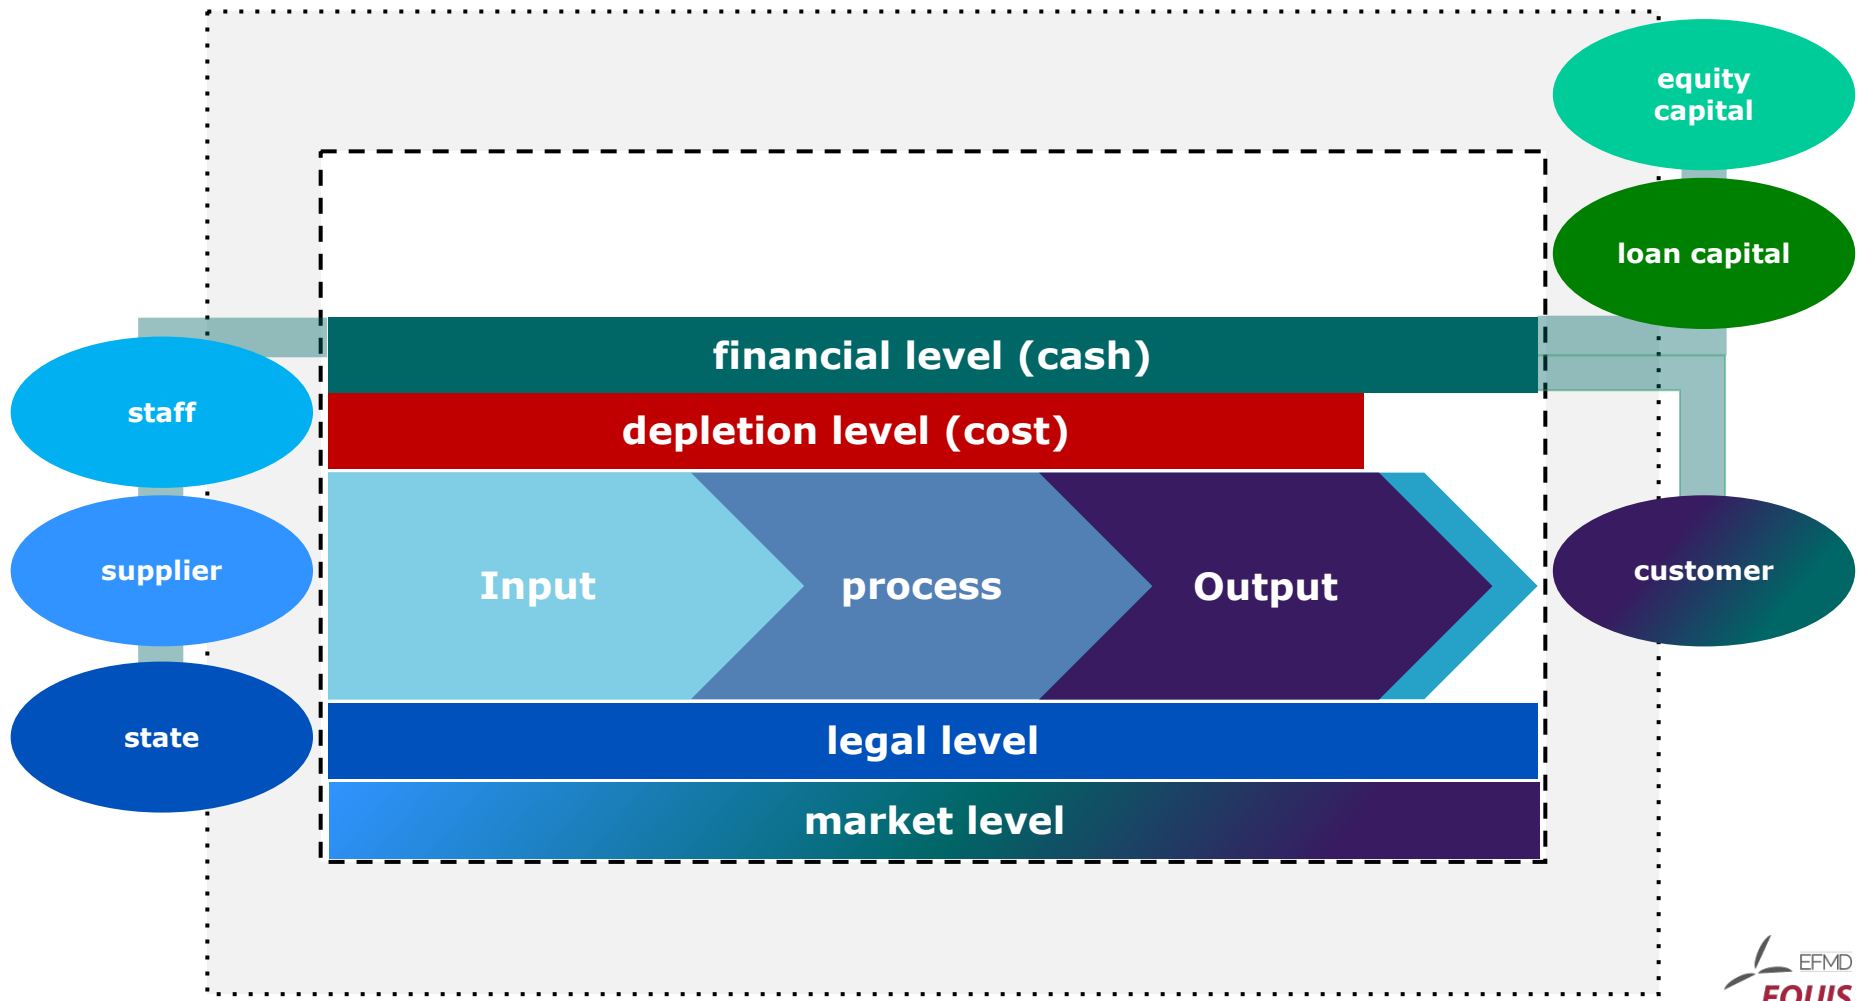 equity
capital
loan capital
financial level (cash)
staff
depletion level (cost)
supplier
Input
process
Output
customer
state
legal level
market level
EFMD
EQUIS